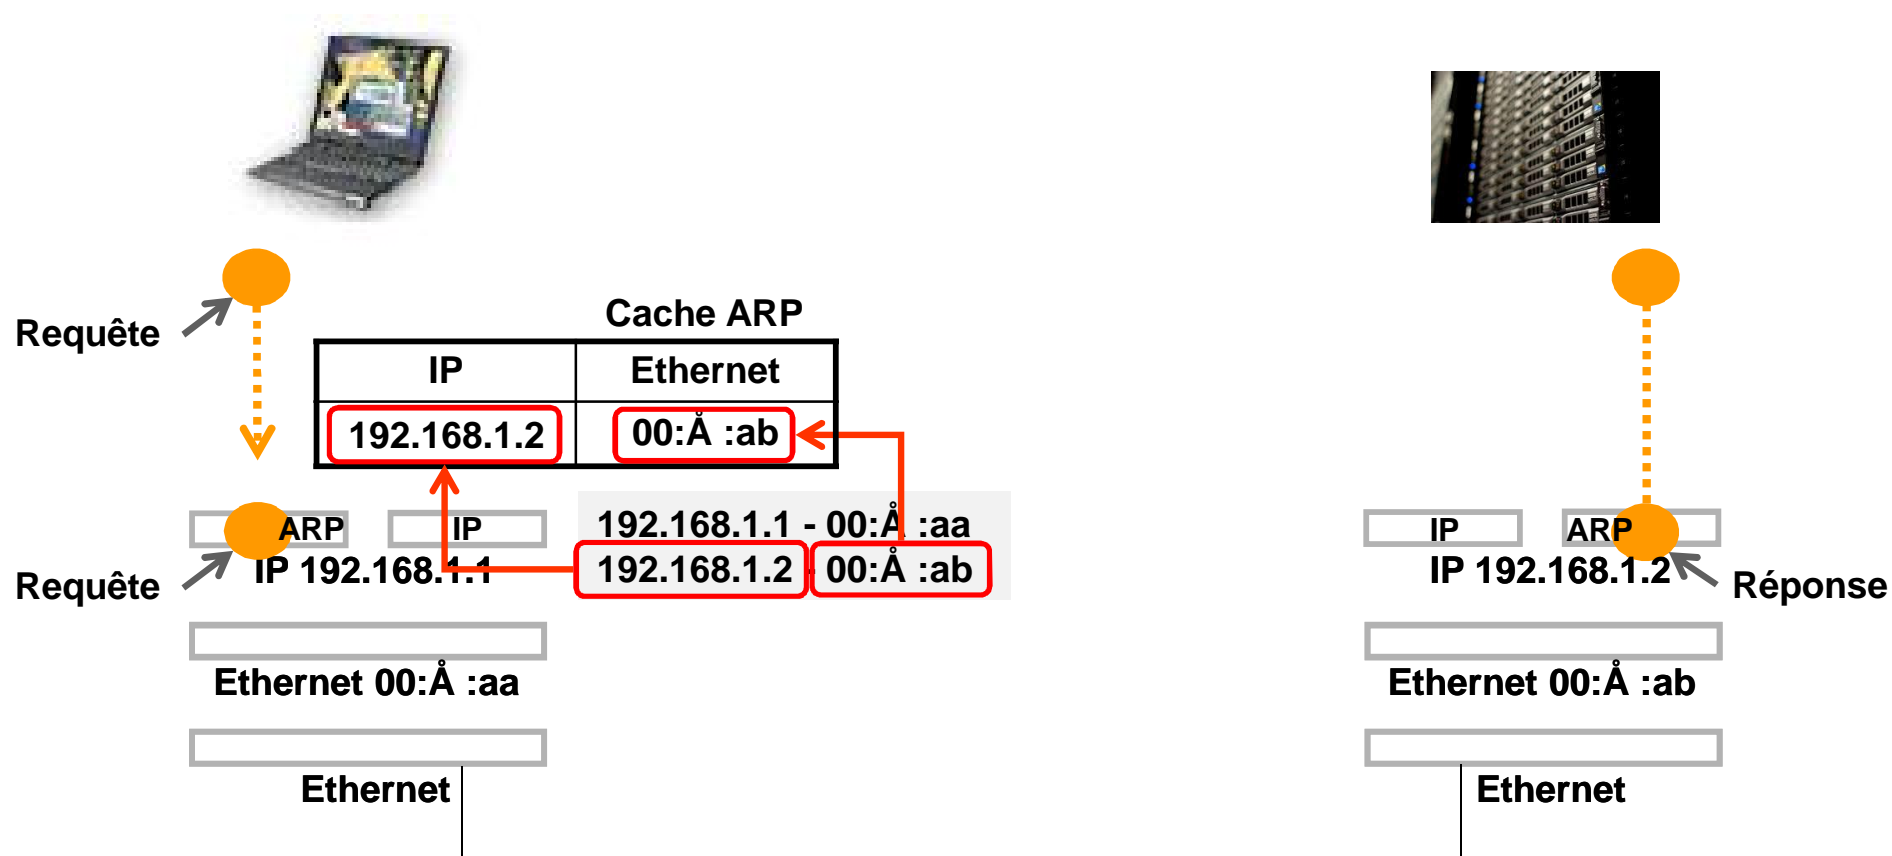 Requête
Cache ARP
IP Ethernet
192.168.1.2 00:Å :ab
ARP IP
IP 192.168.1.1
192.168.1.1 - 00:Å :aa
192.168.1.2 - 00:Å :ab
Requête
Ethernet 00:Å :aa
Ethernet
IP ARP
IP 192.168.1.2
Réponse
Ethernet 00:Å :ab
Ethernet